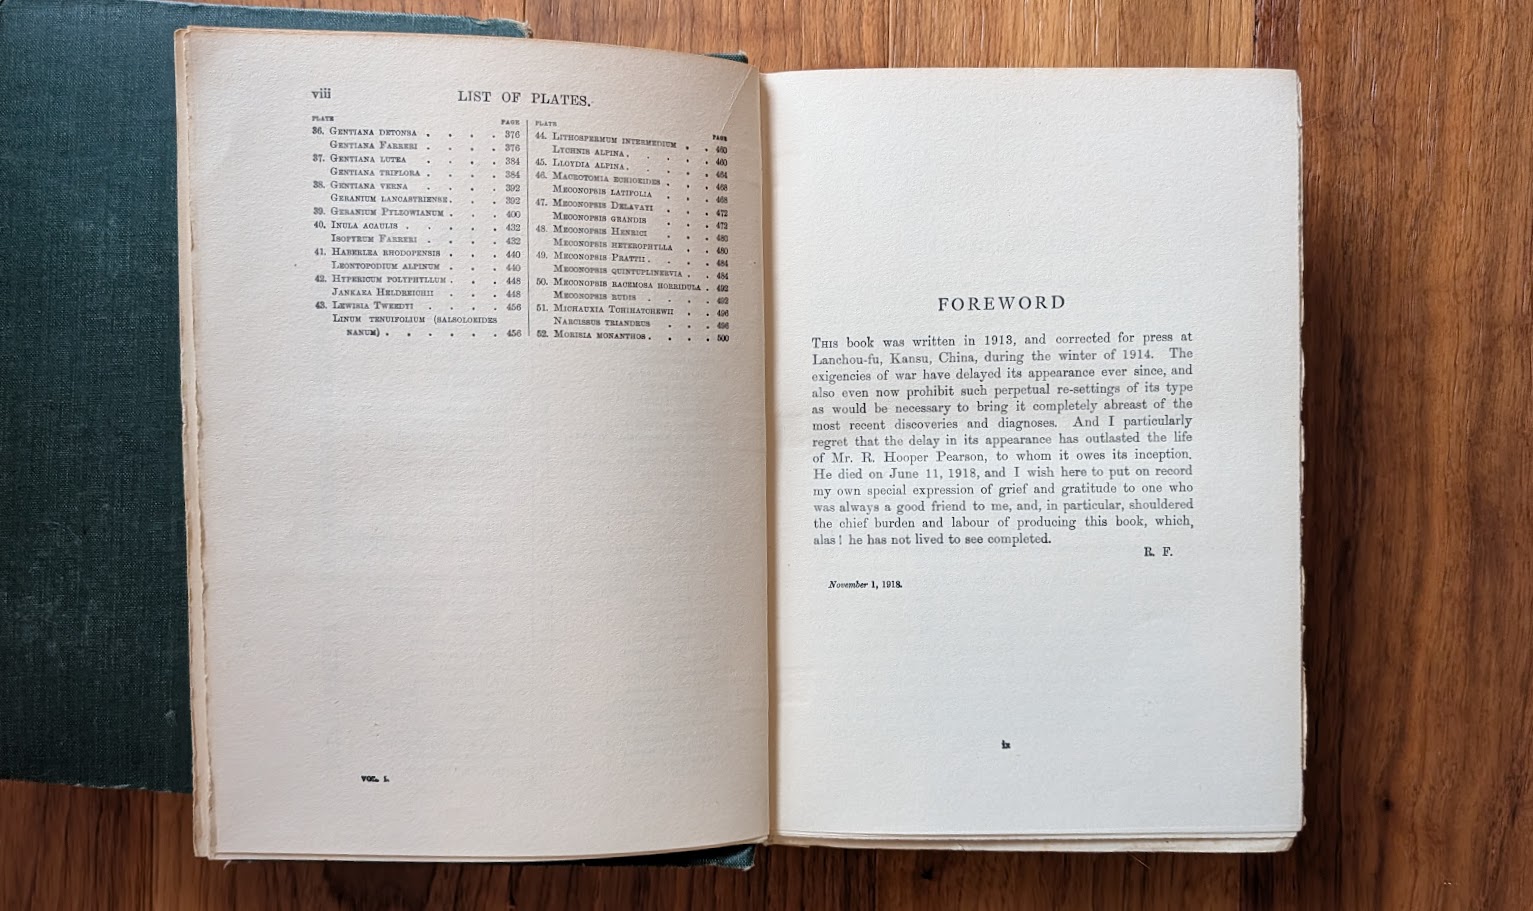 viii
LIST OF PLATES.
PLATE PAGE
36. Gentiana detonsa . . . . 376
Gentiana Farreri . . . . 376
37. Gentiana lutea . . . . 384
Gentiana triflora . . . . 384
38. Gentiana verna . . . . 392
Geranium lancastriense . . . . 392
39. Geranium Pylzowianum . . . 400
40. Inula acaulis . . . . . 432
Isopyrum Farreri . . . . 432
41. Haberlea rhodopensis . . . 440
Leontopodium alpinum . . . 440
42. Hypericum polyphyllum . . . 448
Jankæa Heldreichii . . . 448
43. Lewisia Tweedyi . . . . 456
Linum tenuifolium (salsoloeides
nanum) . . . . . . 456
PLATE PAGE
44. Lithospermum intermedium . . 460
Lychnis alpina . . . . . 460
45. Lloydia alpina . . . . . 464
46. Macrotomia echioeides . . . 468
Meconopsis latifolia . . . 468
47. Meconopsis Delavayi . . . 472
Meconopsis grandis . . . 472
48. Meconopsis Henrici . . . 480
Meconopsis heterophylla . . 480
49. Meconopsis Prattii . . . . 484
Meconopsis quintuplinervia . . 484
50. Meconopsis racemosa horridula . 492
Meconopsis rudis . . . . 492
51. Michauxia Tchihatchewii . . 496
Narcissus triandrus . . . 496
52. Morisia monanthos . . . . 500
VOL. I.
FOREWORD
This book was written in 1913, and corrected for press at
Lanchou-fu, Kansu, China, during the winter of 1914. The
exigencies of war have delayed its appearance ever since, and
also even now prohibit such perpetual re-settings of its type
as would be necessary to bring it completely abreast of the
most recent discoveries and diagnoses. And I particularly
regret that the delay in its appearance has outlasted the life
of Mr. R. Hooper Pearson, to whom it owes its inception.
He died on June 11, 1918, and I wish here to put on record
my own special expression of grief and gratitude to one who
was always a good friend to me, and, in particular, shouldered
the chief burden and labour of producing this book, which,
alas! he has not lived to see completed.
R. F.
November 1, 1918.
ix